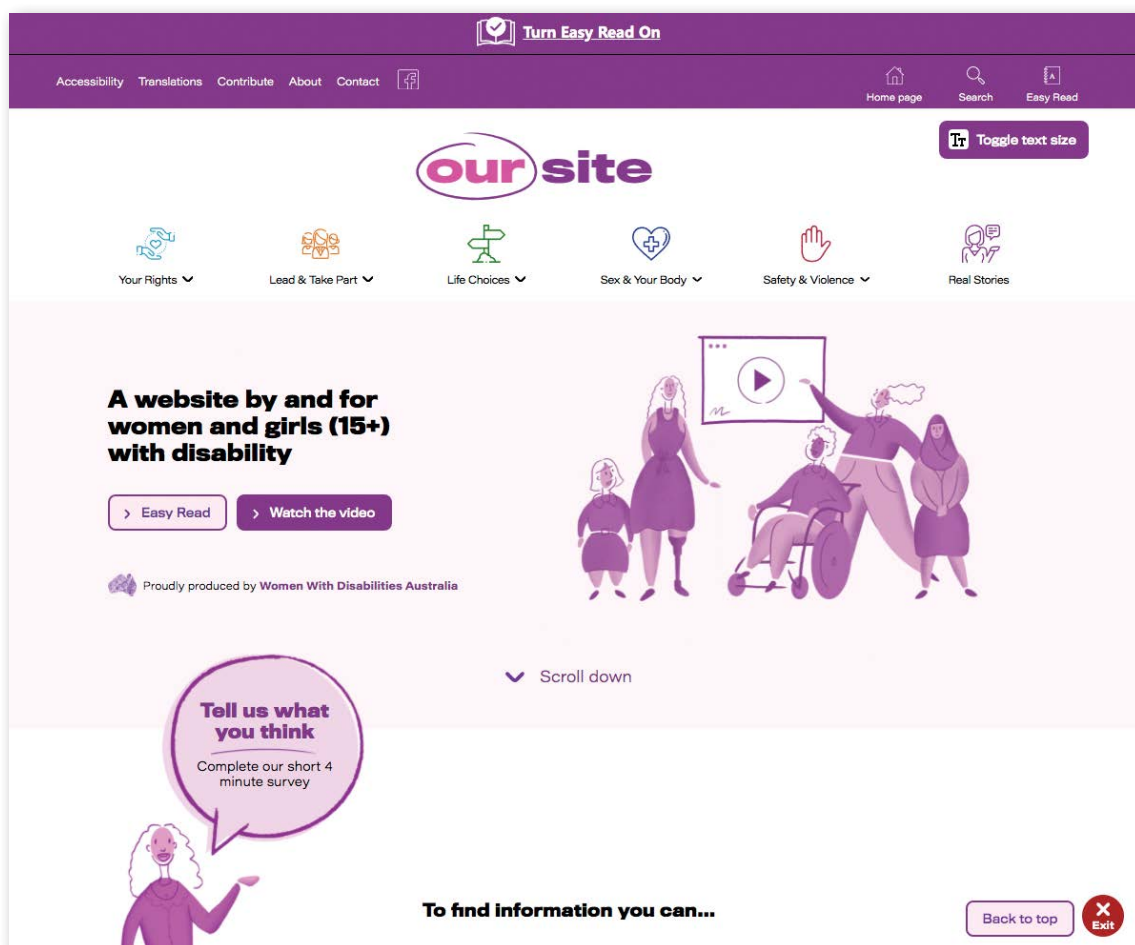 Turn Easy Read On
Accessibility Translations Contribute About Contact
Home page Search Easy Read
Toggle text size
our site
Your Rights Lead & Take Part Life Choices Sex & Your Body Safety & Violence Real Stories
A website by and for
women and girls (15+)
with disability
Easy Read Watch the video
Proudly produced by Women With Disabilities Australia
Scroll down
Tell us what
you think
Complete our short 4
minute survey
To find information you can...
Back to top
Exit